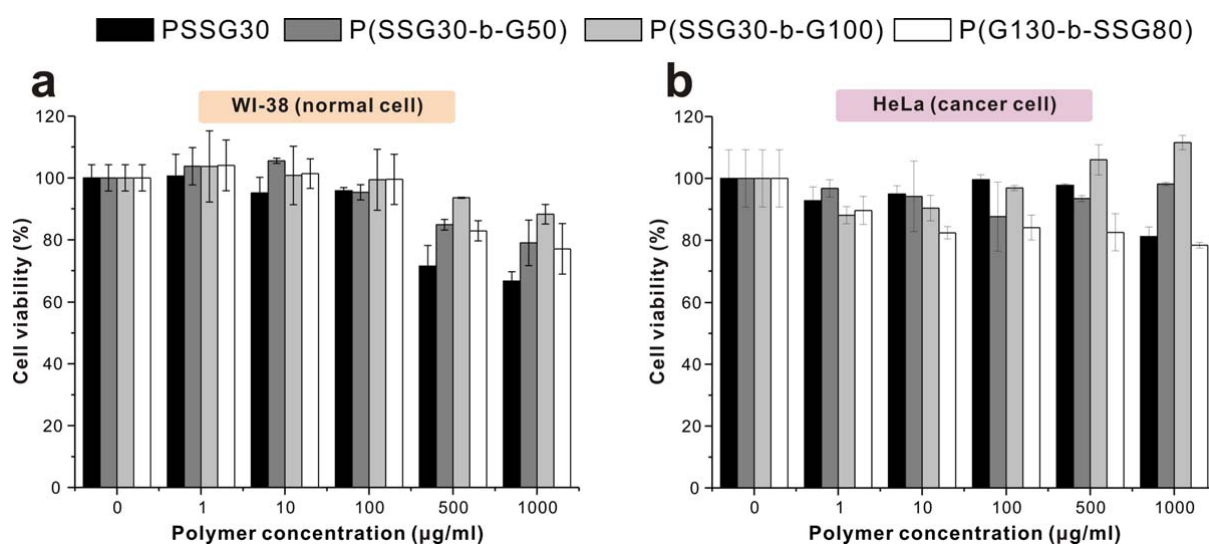 PSSG30 P(SSG30-b-G50) P(SSG30-b-G100) P(G130-b-SSG80)
a
WI-38 (normal cell)
120
100
80
60
40
20
0
Cell viability (%)
0 1 10 100 500 1000
Polymer concentration (µg/ml)
b
HeLa (cancer cell)
120
100
80
60
40
20
0
Cell viability (%)
0 1 10 100 500 1000
Polymer concentration (µg/ml)